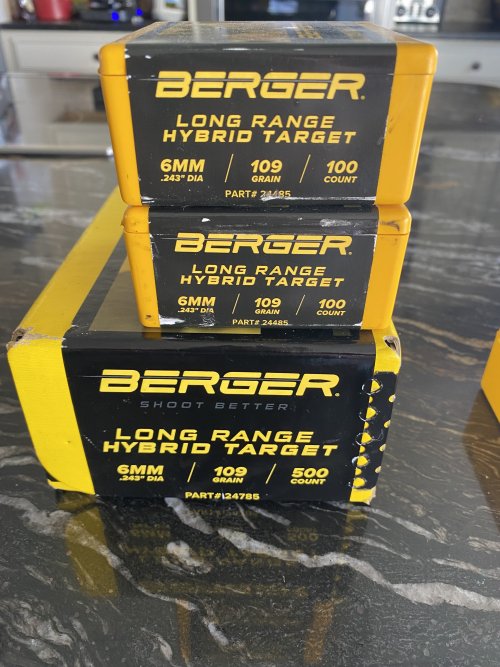 BERGER.
LONG RANGE
HYBRID TARGET
6MM / 109 / 100
.243" DIA GRAIN COUNT
PART# 24485
BERGER.
LONG RANGE
HYBRID TARGET
6MM / 109 / 100
.243" DIA GRAIN COUNT
PART# 24485
BERGER.
SHOOT BETTER
LONG RANGE
HYBRID TARGET
6MM / 109 / 500
.243" DIA GRAIN COUNT
PART# 24785